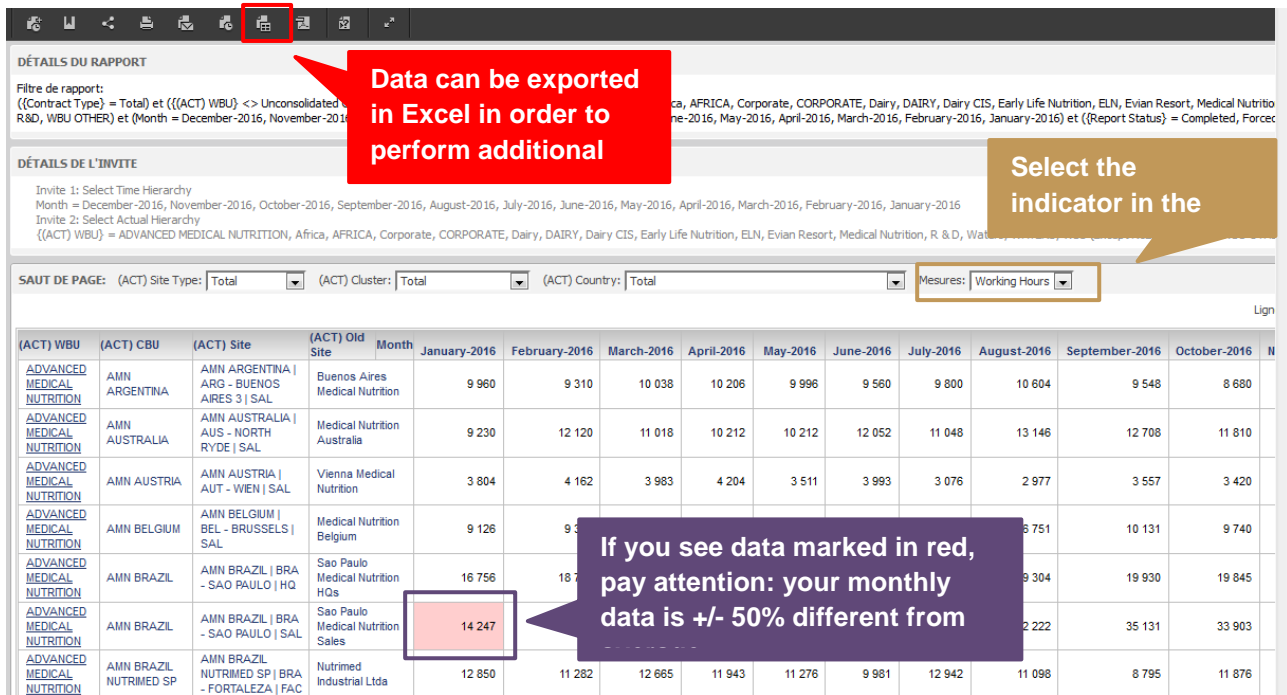 DÉTAILS DU RAPPORT
Filtre de rapport:
({Contract Type} = Total) et ({(ACT) WBU} <> Unconsolidated
ca, AFRICA, Corporate, CORPORATE, Dairy, DAIRY, Dairy CIS, Early Life Nutrition, ELN, Evian Resort, Medical Nutritio
R&D, WBU OTHER) et (Month = December-2016, November-201
ne-2016, May-2016, April-2016, March-2016, February-2016, January-2016) et ({Report Status} = Completed, Forced
Data can be exported
in Excel in order to
perform additional
DÉTAILS DE L'INVITE
Invite 1: Select Time Hierarchy
Month = December-2016, November-2016, October-2016, September-2016, August-2016, July-2016, June-2016, May-2016, April-2016, March-2016, February-2016, January-2016
Invite 2: Select Actual Hierarchy
{(ACT) WBU} = ADVANCED MEDICAL NUTRITION, Africa, AFRICA, Corporate, CORPORATE, Dairy, DAIRY, Dairy CIS, Early Life Nutrition, ELN, Evian Resort, Medical Nutrition, R & D,
Select the
indicator in the
SAUT DE PAGE: (ACT) Site Type: Total (ACT) Cluster: Total (ACT) Country: Total Mesures: Working Hours
Lign
(ACT) WBU (ACT) CBU (ACT) Site (ACT) Old Site Month January-2016 February-2016 March-2016 April-2016 May-2016 June-2016 July-2016 August-2016 September-2016 October-2016 N
ADVANCED
MEDICAL
NUTRITION
AMN
ARGENTINA
AMN ARGENTINA |
ARG - BUENOS
AIRES 3 | SAL
Buenos Aires
Medical Nutrition
9 960 9 310 10 038 10 206 9 996 9 560 9 800 10 604 9 548 8 680
ADVANCED
MEDICAL
NUTRITION
AMN
AUSTRALIA
AMN AUSTRALIA |
AUS - NORTH
RYDE | SAL
Medical Nutrition
Australia
9 230 12 120 11 018 10 212 10 212 12 052 11 048 13 146 12 708 11 810
ADVANCED
MEDICAL
NUTRITION
AMN AUSTRIA
AMN AUSTRIA |
AUT - WIEN | SAL
Vienna Medical
Nutrition
3 804 4 162 3 983 4 204 3 511 3 993 3 076 2 977 3 557 3 420
ADVANCED
MEDICAL
NUTRITION
AMN BELGIUM
AMN BELGIUM |
BEL - BRUSSELS |
SAL
Medical Nutrition
Belgium
9 126 9 3 6 751 10 131 9 740
ADVANCED
MEDICAL
NUTRITION
AMN BRAZIL
AMN BRAZIL | BRA
- SAO PAULO | HQ
Sao Paulo
Medical Nutrition
HQs
16 756 18 7 9 304 19 930 19 845
ADVANCED
MEDICAL
NUTRITION
AMN BRAZIL
AMN BRAZIL | BRA
- SAO PAULO | SAL
Sao Paulo
Medical Nutrition
Sales
14 247 2 222 35 131 33 903
If you see data marked in red,
pay attention: your monthly
data is +/- 50% different from
ADVANCED
MEDICAL
NUTRITION
AMN BRAZIL
NUTRIMED SP
AMN BRAZIL
NUTRIMED SP | BRA
- FORTALEZA | FAC
Nutrimed
Industrial Ltda
12 850 11 282 12 665 11 943 11 276 9 981 12 942 11 098 8 795 11 876